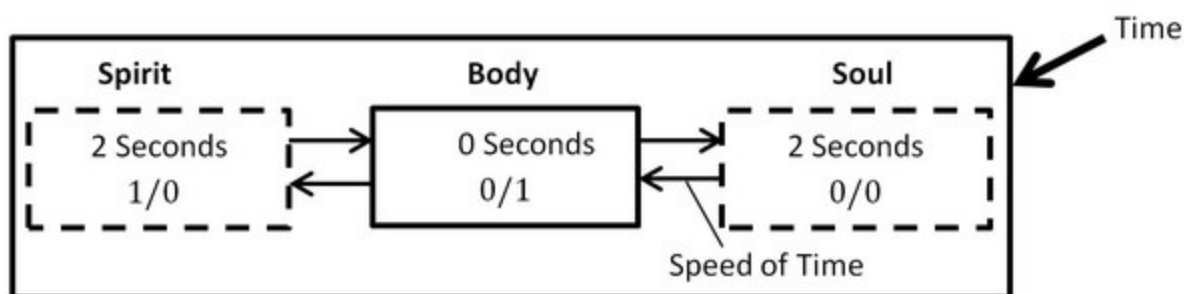 Time
Spirit
Body
Soul
2 Seconds
1/0
0 Seconds
0/1
2 Seconds
0/0
Speed of Time